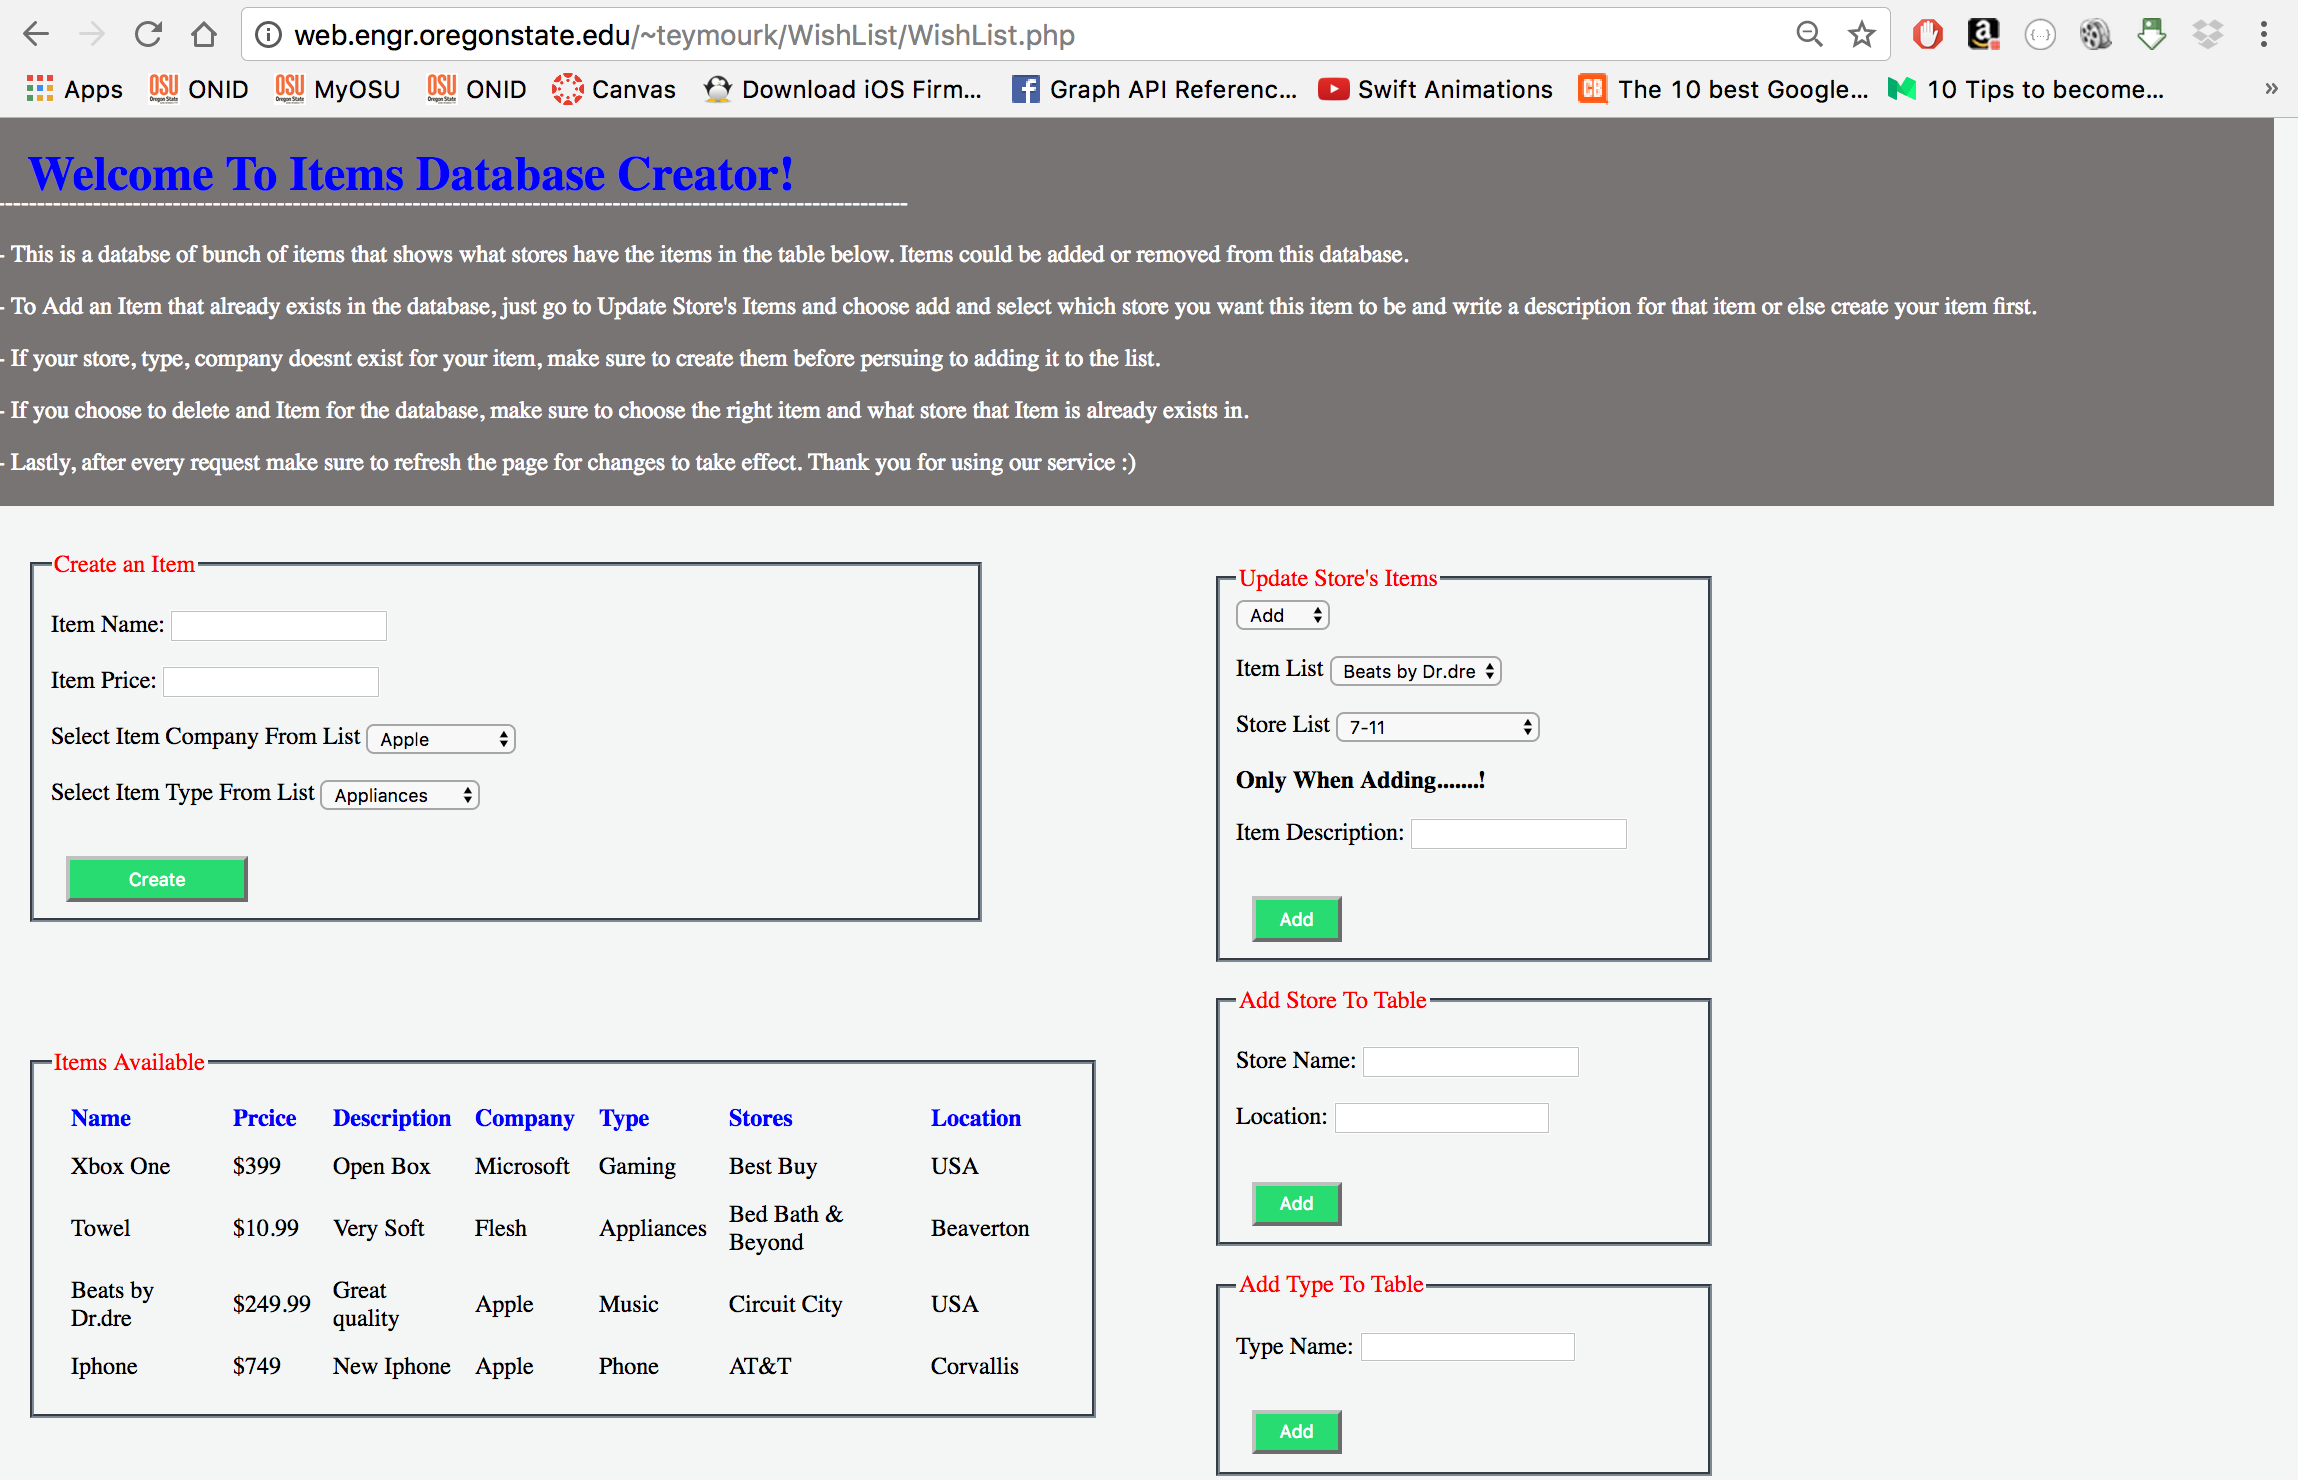 web.engr.oregonstate.edu/~teymourk/WishList/WishList.php
Apps OSU Oregon State ONID OSU Oregon State MyOSU OSU Oregon State ONID Canvas Download iOS Firm... Graph API Referenc... Swift Animations CB The 10 best Google... 10 Tips to become... »
Welcome To Items Database Creator!
- This is a databse of bunch of items that shows what stores have the items in the table below. Items could be added or removed from this database.
- To Add an Item that already exists in the database, just go to Update Store's Items and choose add and select which store you want this item to be and write a description for that item or else create your item first.
- If your store, type, company doesnt exist for your item, make sure to create them before persuing to adding it to the list.
- If you choose to delete and Item for the database, make sure to choose the right item and what store that Item is already exists in.
- Lastly, after every request make sure to refresh the page for changes to take effect. Thank you for using our service :)
Create an Item
Item Name:
Item Price:
Select Item Company From List Apple
Select Item Type From List Appliances
Create
Update Store's Items
Add
Item List Beats by Dr.dre
Store List 7-11
Only When Adding.......!
Item Description:
Add
Items Available
Name Prcice Description Company Type Stores Location
Xbox One $399 Open Box Microsoft Gaming Best Buy USA
Towel $10.99 Very Soft Flesh Appliances Bed Bath & Beyond Beaverton
Beats by Dr.dre $249.99 Great quality Apple Music Circuit City USA
Iphone $749 New Iphone Apple Phone AT&T Corvallis
Add Store To Table
Store Name:
Location:
Add
Add Type To Table
Type Name:
Add